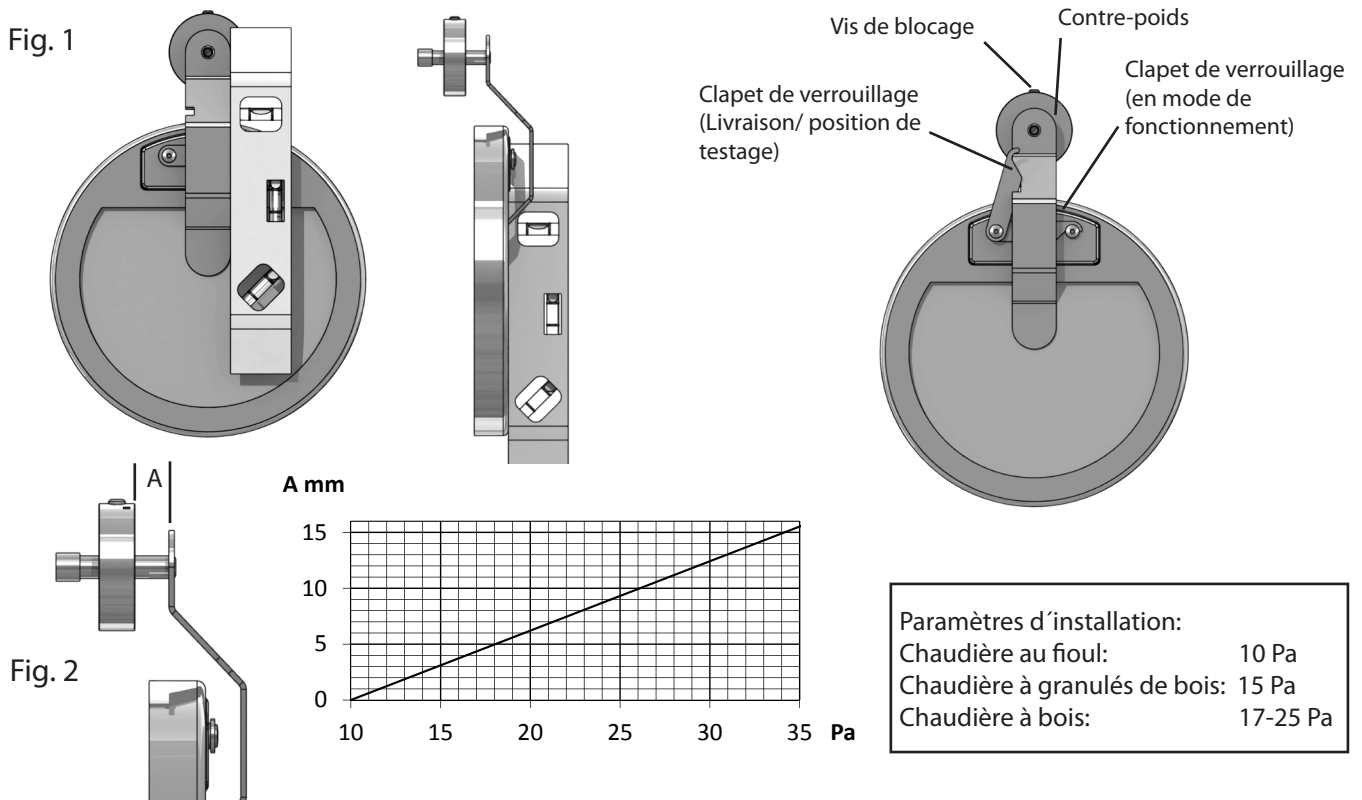 Fig. 1
Vis de blocage
Contre-poids
Clapet de verrouillage
(Livraison/ position de
testage)
Clapet de verrouillage
(en mode de
fonctionnement)
A
Fig. 2
A mm
15
10
5
0
10 15 20 25 30 35 Pa
Paramètres d´installation:
Chaudière au fioul: 10 Pa
Chaudière à granulés de bois: 15 Pa
Chaudière à bois: 17-25 Pa